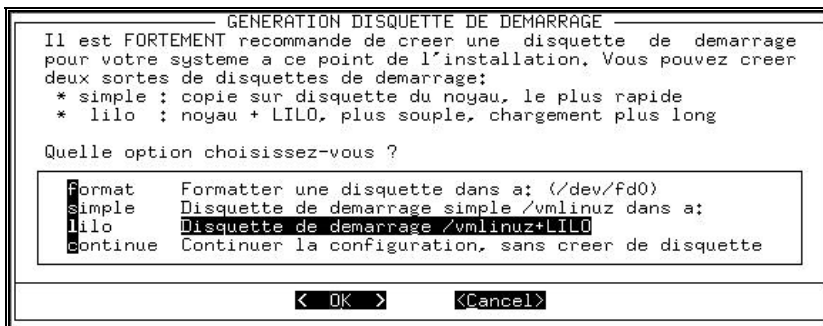 GENERATION DISQUETTE DE DEMARRAGE
Il est FORTEMENT recommande de creer une disquette de demarrage
pour votre systeme a ce point de l'installation. Vous pouvez creer
deux sortes de disquettes de demarrage:
* simple : copie sur disquette du noyau, le plus rapide
* lilo : noyau + LILO, plus souple, chargement plus long
Quelle option choisissez-vous ?
format Formatter une disquette dans a: (/dev/fd0)
simple Disquette de demarrage simple /vmlinuz dans a:
lilo Disquette de demarrage /vmlinuz+LILO
continue Continuer la configuration, sans creer de disquette
< OK > <Cancel>